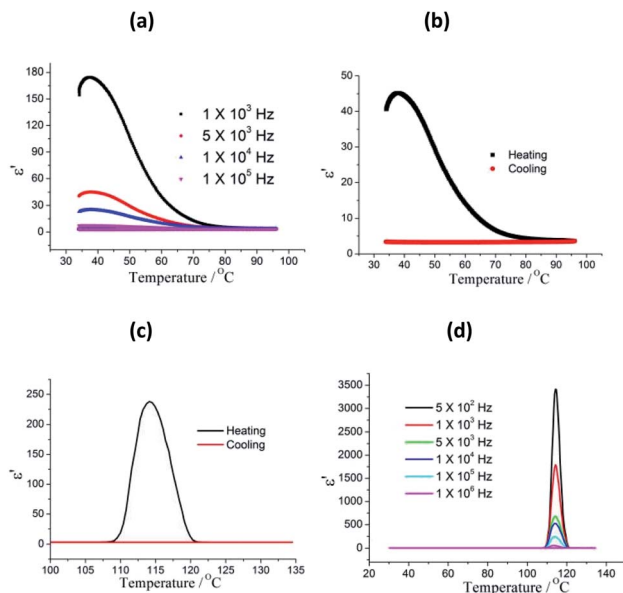 (a)
180
150
120
90
60
30
0
ε'
1 X 10³ Hz
5 X 10³ Hz
1 X 10⁴ Hz
1 X 10⁵ Hz
30 40 50 60 70 80 90 100
Temperature / °C
(b)
50
40
30
20
10
0
ε'
Heating
Cooling
30 40 50 60 70 80 90 100
Temperature / °C
(c)
250
200
150
100
50
0
ε'
Heating
Cooling
100 105 110 115 120 125 130 135
Temperature / °C
(d)
3500
3000
2500
2000
1500
1000
500
0
ε'
5 X 10² Hz
1 X 10³ Hz
5 X 10³ Hz
1 X 10⁴ Hz
1 X 10⁵ Hz
1 X 10⁶ Hz
20 40 60 80 100 120 140
Temperature / °C